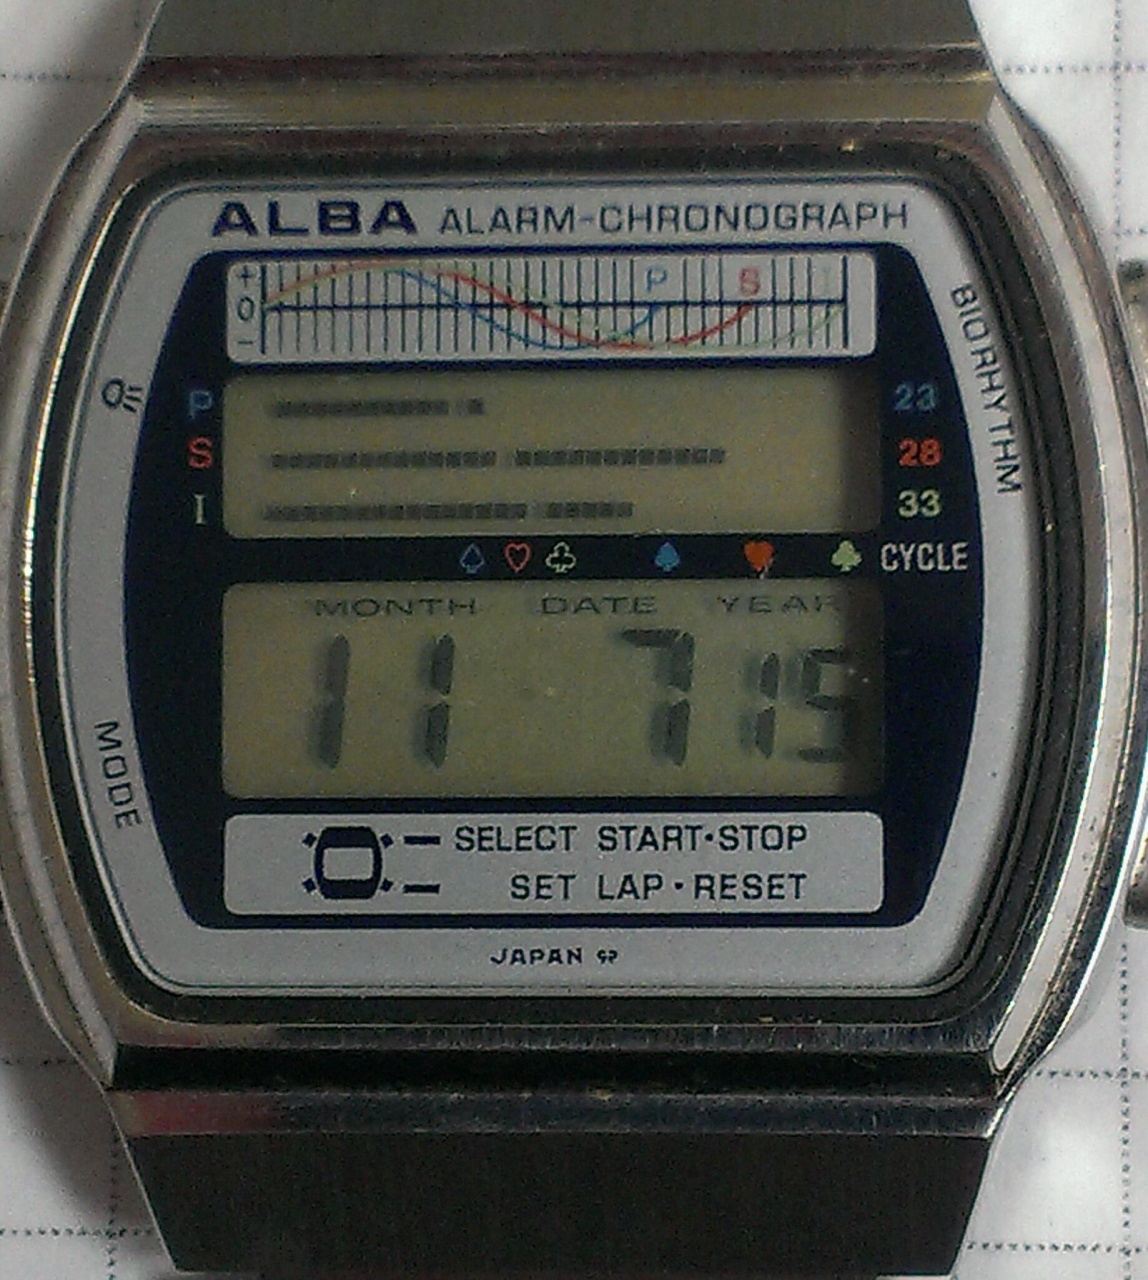 ALBA ALARM-CHRONOGRAPH
+
0
-
P S I
BIORHYTHM
P 23
S 28
I 33
CYCLE
MONTH DATE YEAR
11 7 15
MODE
SELECT START·STOP
SET LAP·RESET
JAPAN